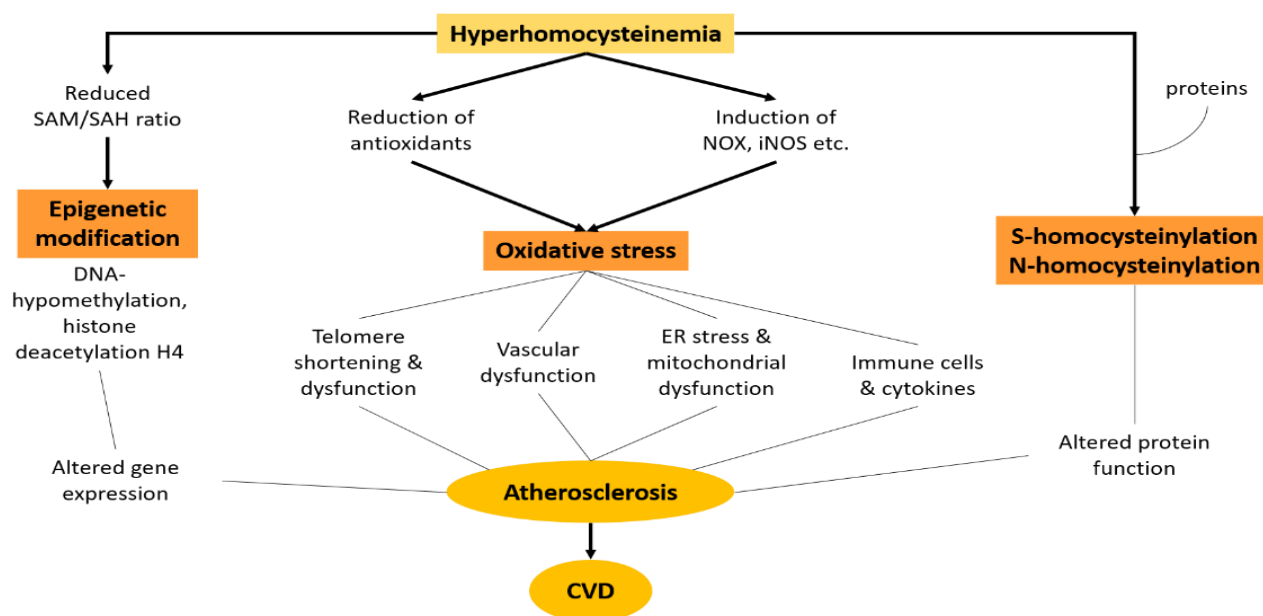 Hyperhomocysteinemia
Reduced
SAM/SAH ratio
Reduction of
antioxidants
Induction of
NOX, iNOS etc.
proteins
Epigenetic
modification
DNA-
hypomethylation,
histone
deacetylation H4
Oxidative stress
S-homocysteinylation
N-homocysteinylation
Telomere
shortening &
dysfunction
Vascular
dysfunction
ER stress &
mitochondrial
dysfunction
Immune cells
& cytokines
Altered gene
expression
Altered protein
function
Atherosclerosis
CVD